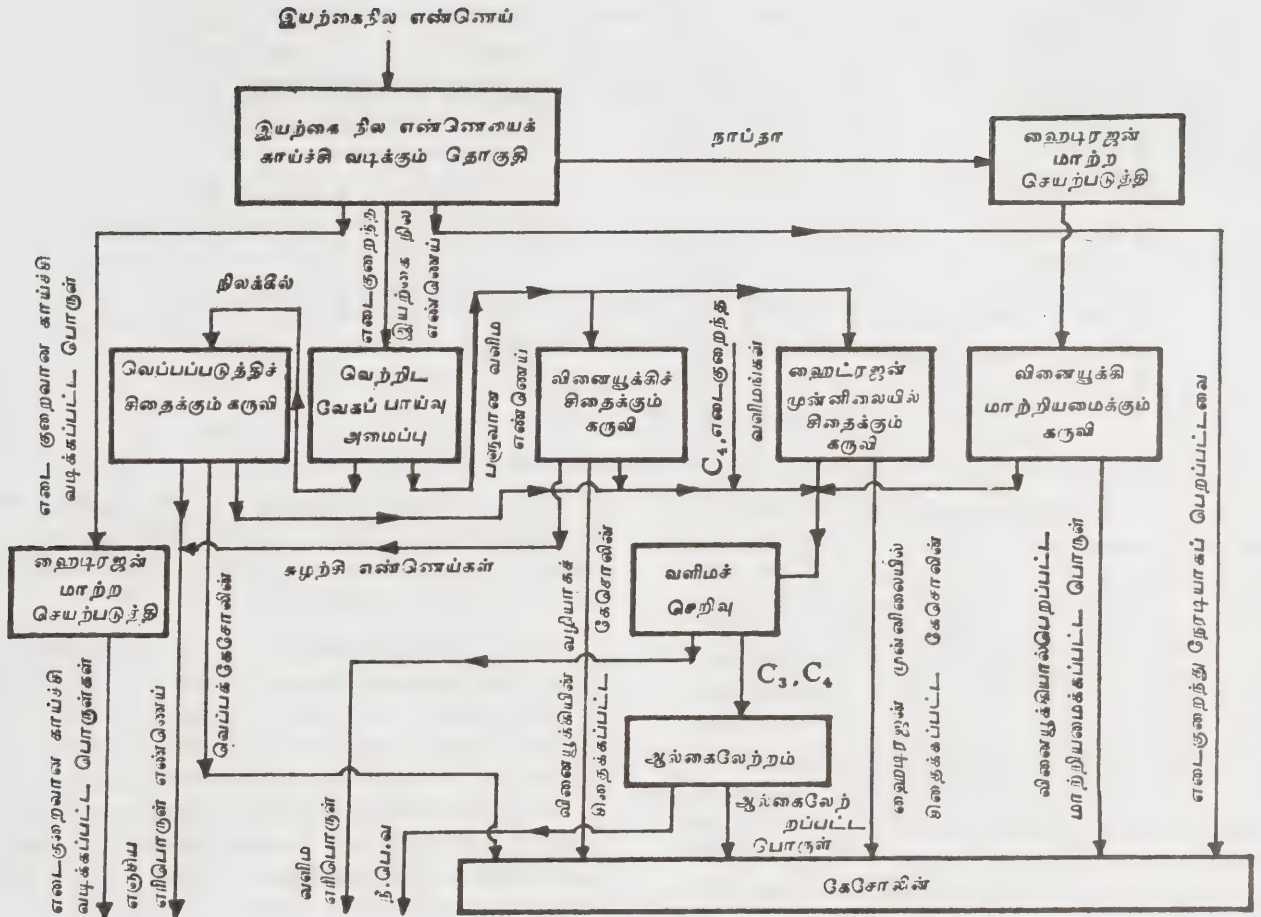 இயற்கைநில எண்ணெய்
இயற்கை நில எண்ணெயைக்
காய்ச்சி வடிக்கும் தொகுதி
நாப்தா
ஹைடிரஜன்
மாற்ற
செயற்படுத்தி
எடை குறைவான காய்ச்சி
வடிக்கப்பட்ட பொருள்
நிலக்கீல்
எடைகுறைந்த
இயற்கை நில
எண்ணெய்
வெப்பப்படுத்திச்
சிதைக்கும் கருவி
வெற்றிட
வேகப் பாய்வு
அமைப்பு
பளுவான வளிம
எண்ணெய்
வினையூக்கிச்
சிதைக்கும்
கருவி
C₄,எடைகுறைந்த
வளிமங்கள்
ஹைட்ரஜன்
முன்னிலையில்
சிதைக்கும்
கருவி
வினையூக்கி
மாற்றியமைக்கும்
கருவி
ஹைடிரஜன்
மாற்ற
செயற்படுத்தி
சுழற்சி எண்ணெய்கள்
வளிமச்
செறிவு
C₃,C₄
ஆல்கைலேற்றம்
ஆல்கைலேற்
றப்பட்ட
பொருள்
எடைகுறைவான காய்ச்சி
வடிக்கப்பட்ட பொருள்கள்
எஞ்சிய
எரிபொருள் எண்ணெய்
வெப்பக்கேசோலின்
வளிம
எரிபொருள்
நீ.பெ.வ
வினையூக்கியின் வழியாகச்
சிதைக்கப்பட்ட கேசோலின்
ஹைடிரஜன் முன்னிலையில்
சிதைக்கப்பட்ட கேசோலின்
வினையூக்கியால்பெறப்பட்ட
மாற்றியமைக்கப்பட்ட பொருள்
எடைகுறைந்து நேரடியாகப் பெறப்பட்டவை
கேசோலின்